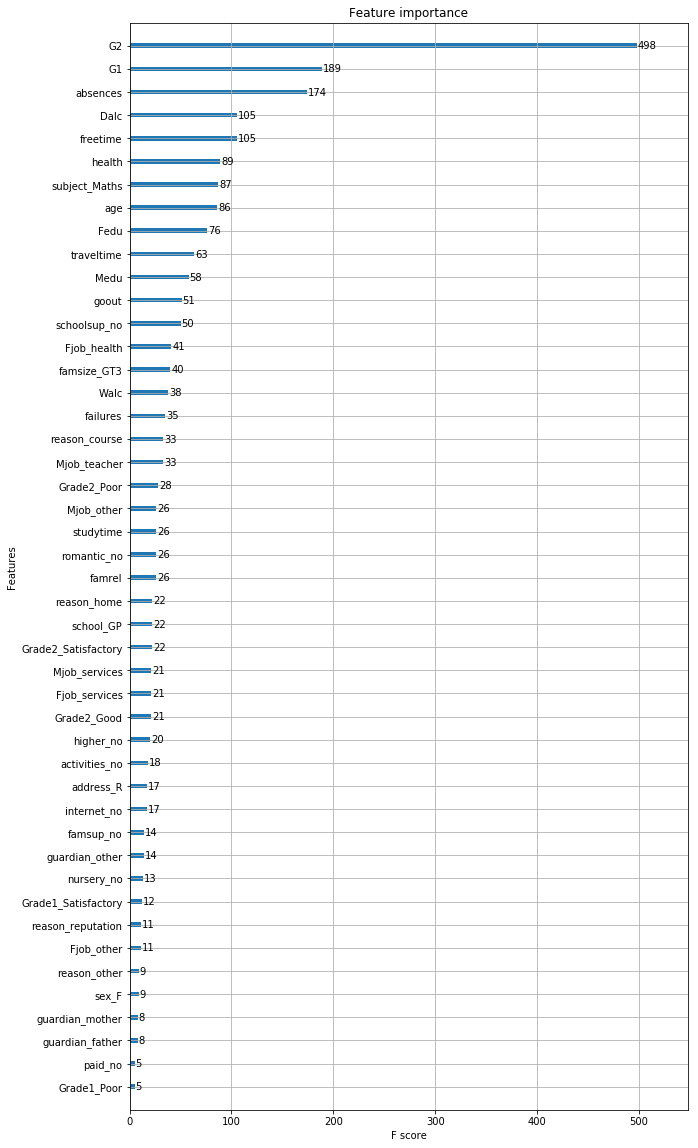 Feature importance
G2 498
G1 189
absences 174
Dalc 105
freetime 105
health 89
subject_Maths 87
age 86
Fedu 76
traveltime 63
Medu 58
goout 51
schoolsup_no 50
Fjob_health 41
famsize_GT3 40
Walc 38
failures 35
reason_course 33
Mjob_teacher 33
Grade2_Poor 28
Mjob_other 26
studytime 26
romantic_no 26
famrel 26
reason_home 22
school_GP 22
Grade2_Satisfactory 22
Mjob_services 21
Fjob_services 21
Grade2_Good 21
higher_no 20
activities_no 18
address_R 17
internet_no 17
famsup_no 14
guardian_other 14
nursery_no 13
Grade1_Satisfactory 12
reason_reputation 11
Fjob_other 11
reason_other 9
sex_F 9
guardian_mother 8
guardian_father 8
paid_no 5
Grade1_Poor 5
Features
0 100 200 300 400 500
F score